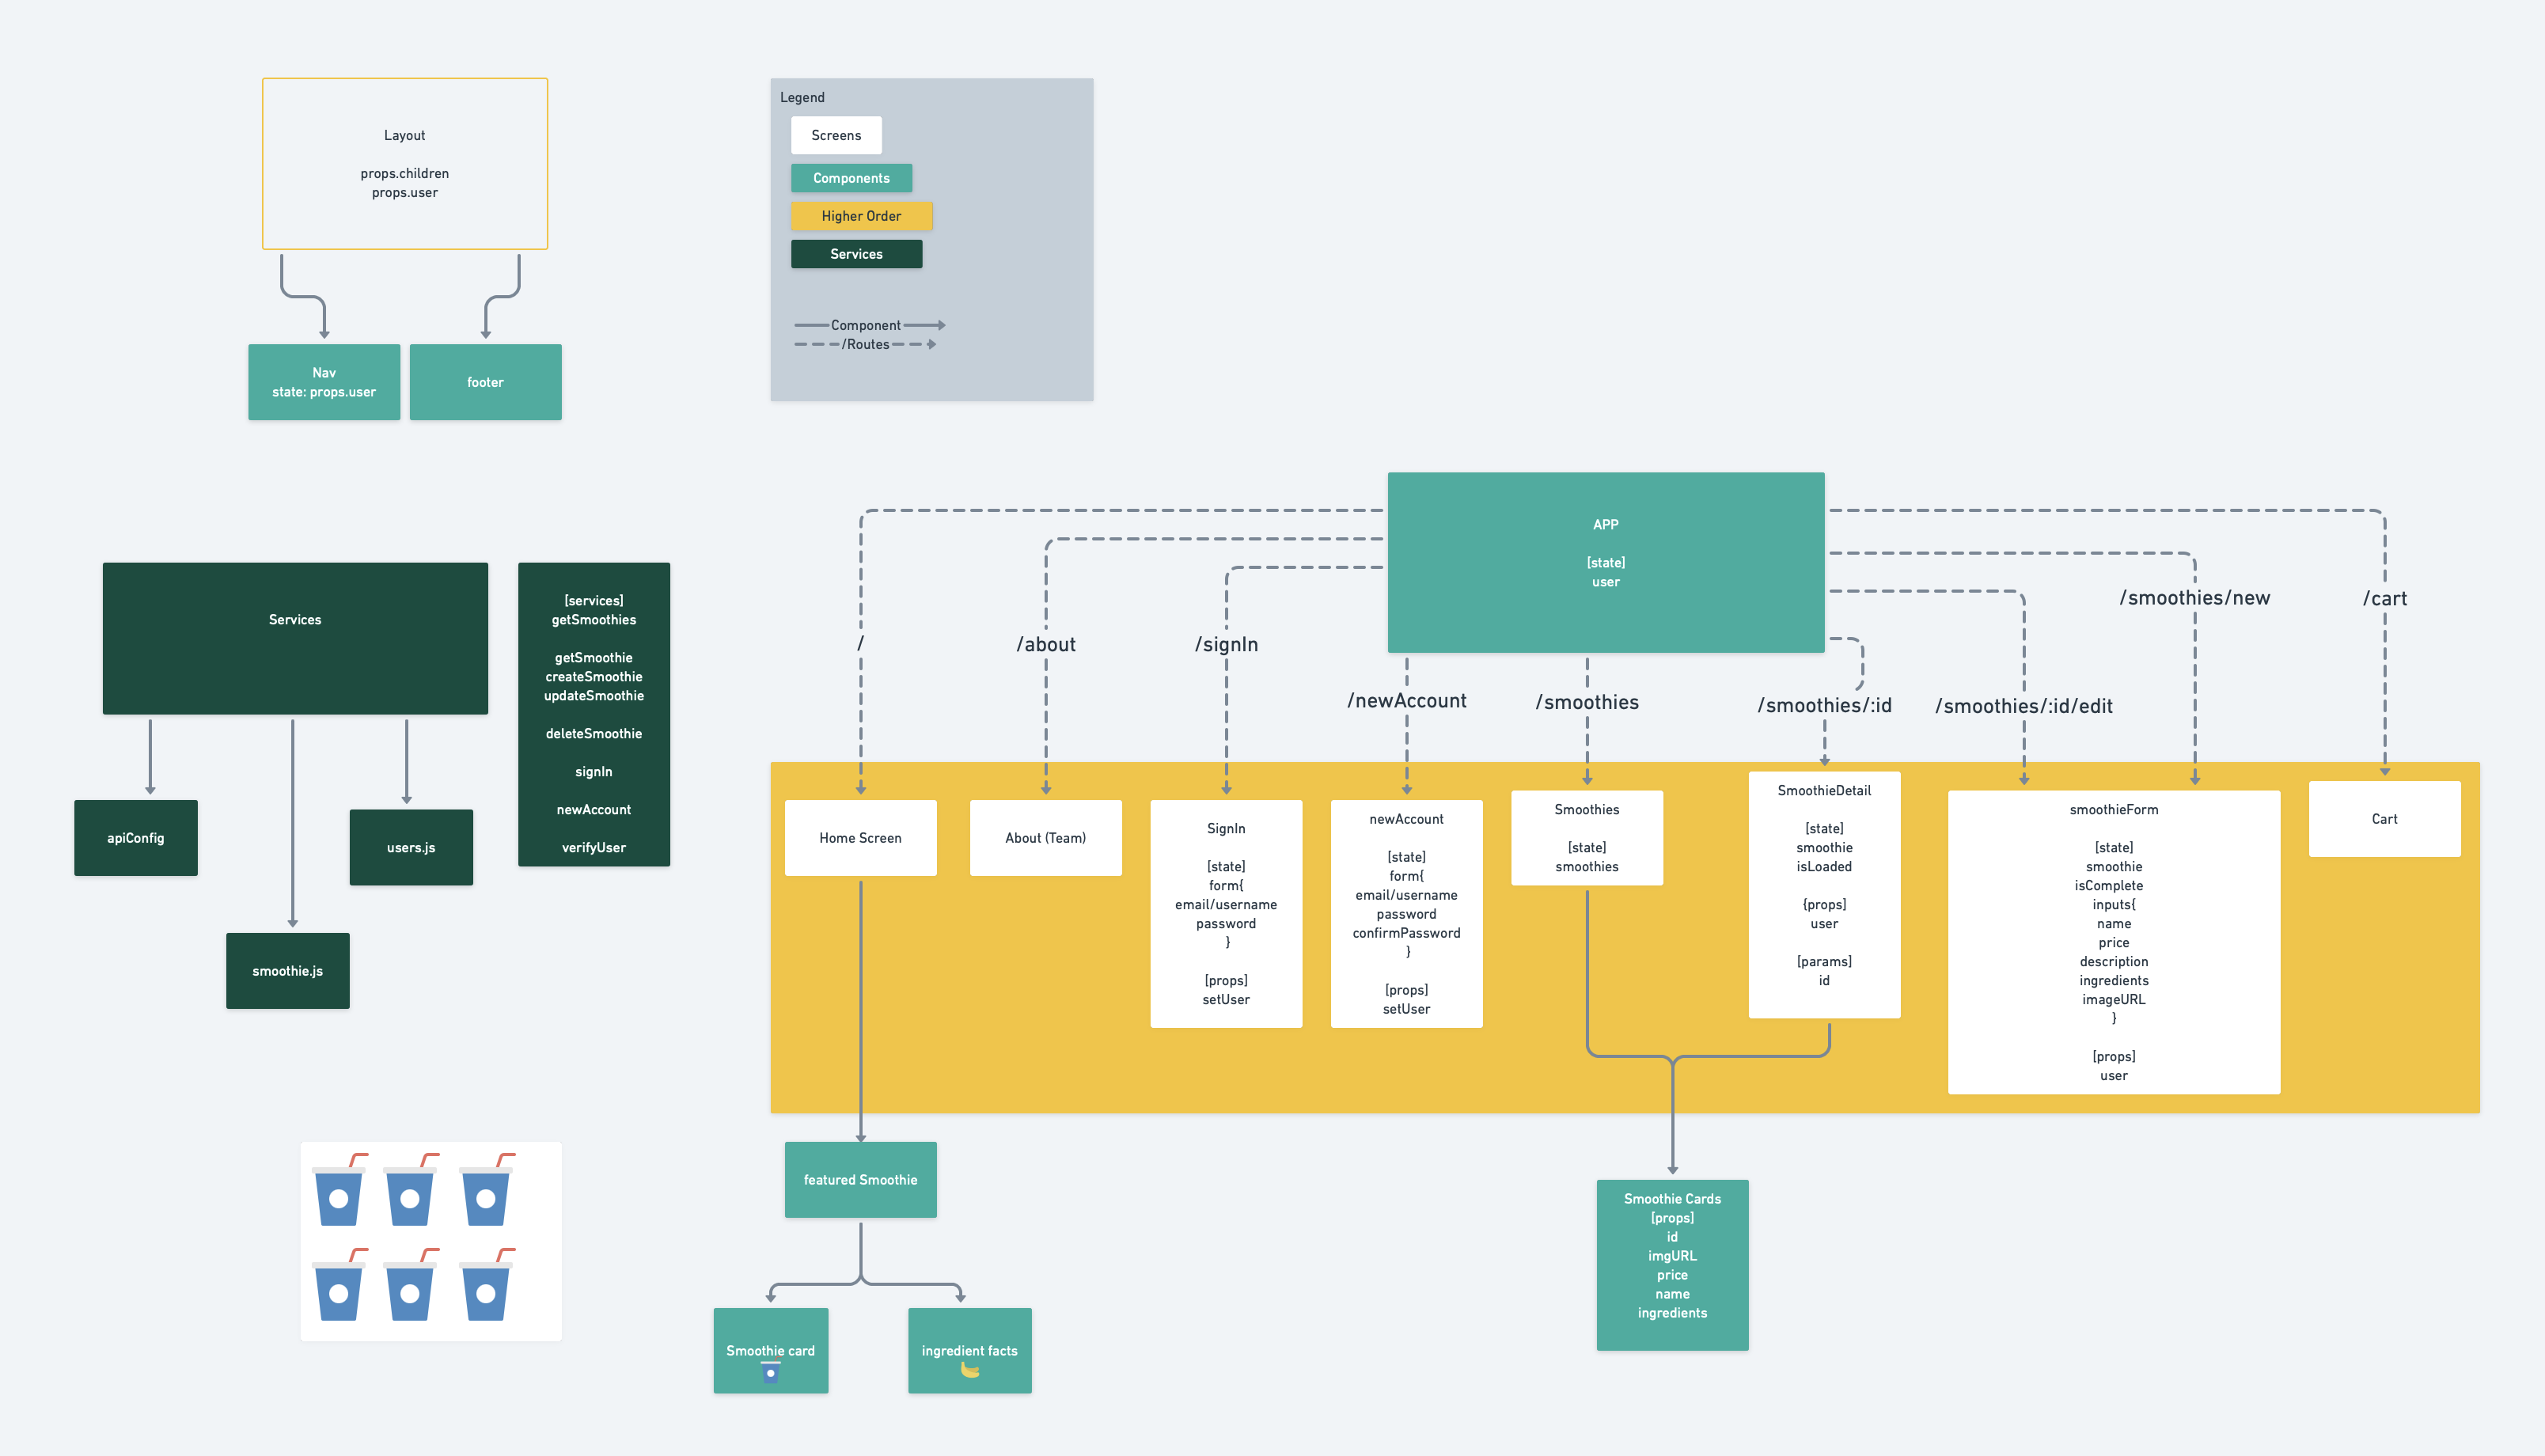 Layout
props.children
props.user
Nav
state: props.user
footer
Legend
Screens
Components
Higher Order
Services
Component
/Routes
APP
[state]
user
/
/about
/signIn
/newAccount
/smoothies
/smoothies/:id
/smoothies/:id/edit
/smoothies/new
/cart
Services
apiConfig
smoothie.js
users.js
[services]
getSmoothies
getSmoothie
createSmoothie
updateSmoothie
deleteSmoothie
signIn
newAccount
verifyUser
Home Screen
About (Team)
SignIn
[state]
form{
email/username
password
}
[props]
setUser
newAccount
[state]
form{
email/username
password
confirmPassword
}
[props]
setUser
Smoothies
[state]
smoothies
SmoothieDetail
[state]
smoothie
isLoaded
{props]
user
[params]
id
smoothieForm
[state]
smoothie
isComplete
inputs{
name
price
description
ingredients
imageURL
}
[props]
user
Cart
featured Smoothie
Smoothie card
ingredient facts
Smoothie Cards
[props]
id
imgURL
price
name
ingredients